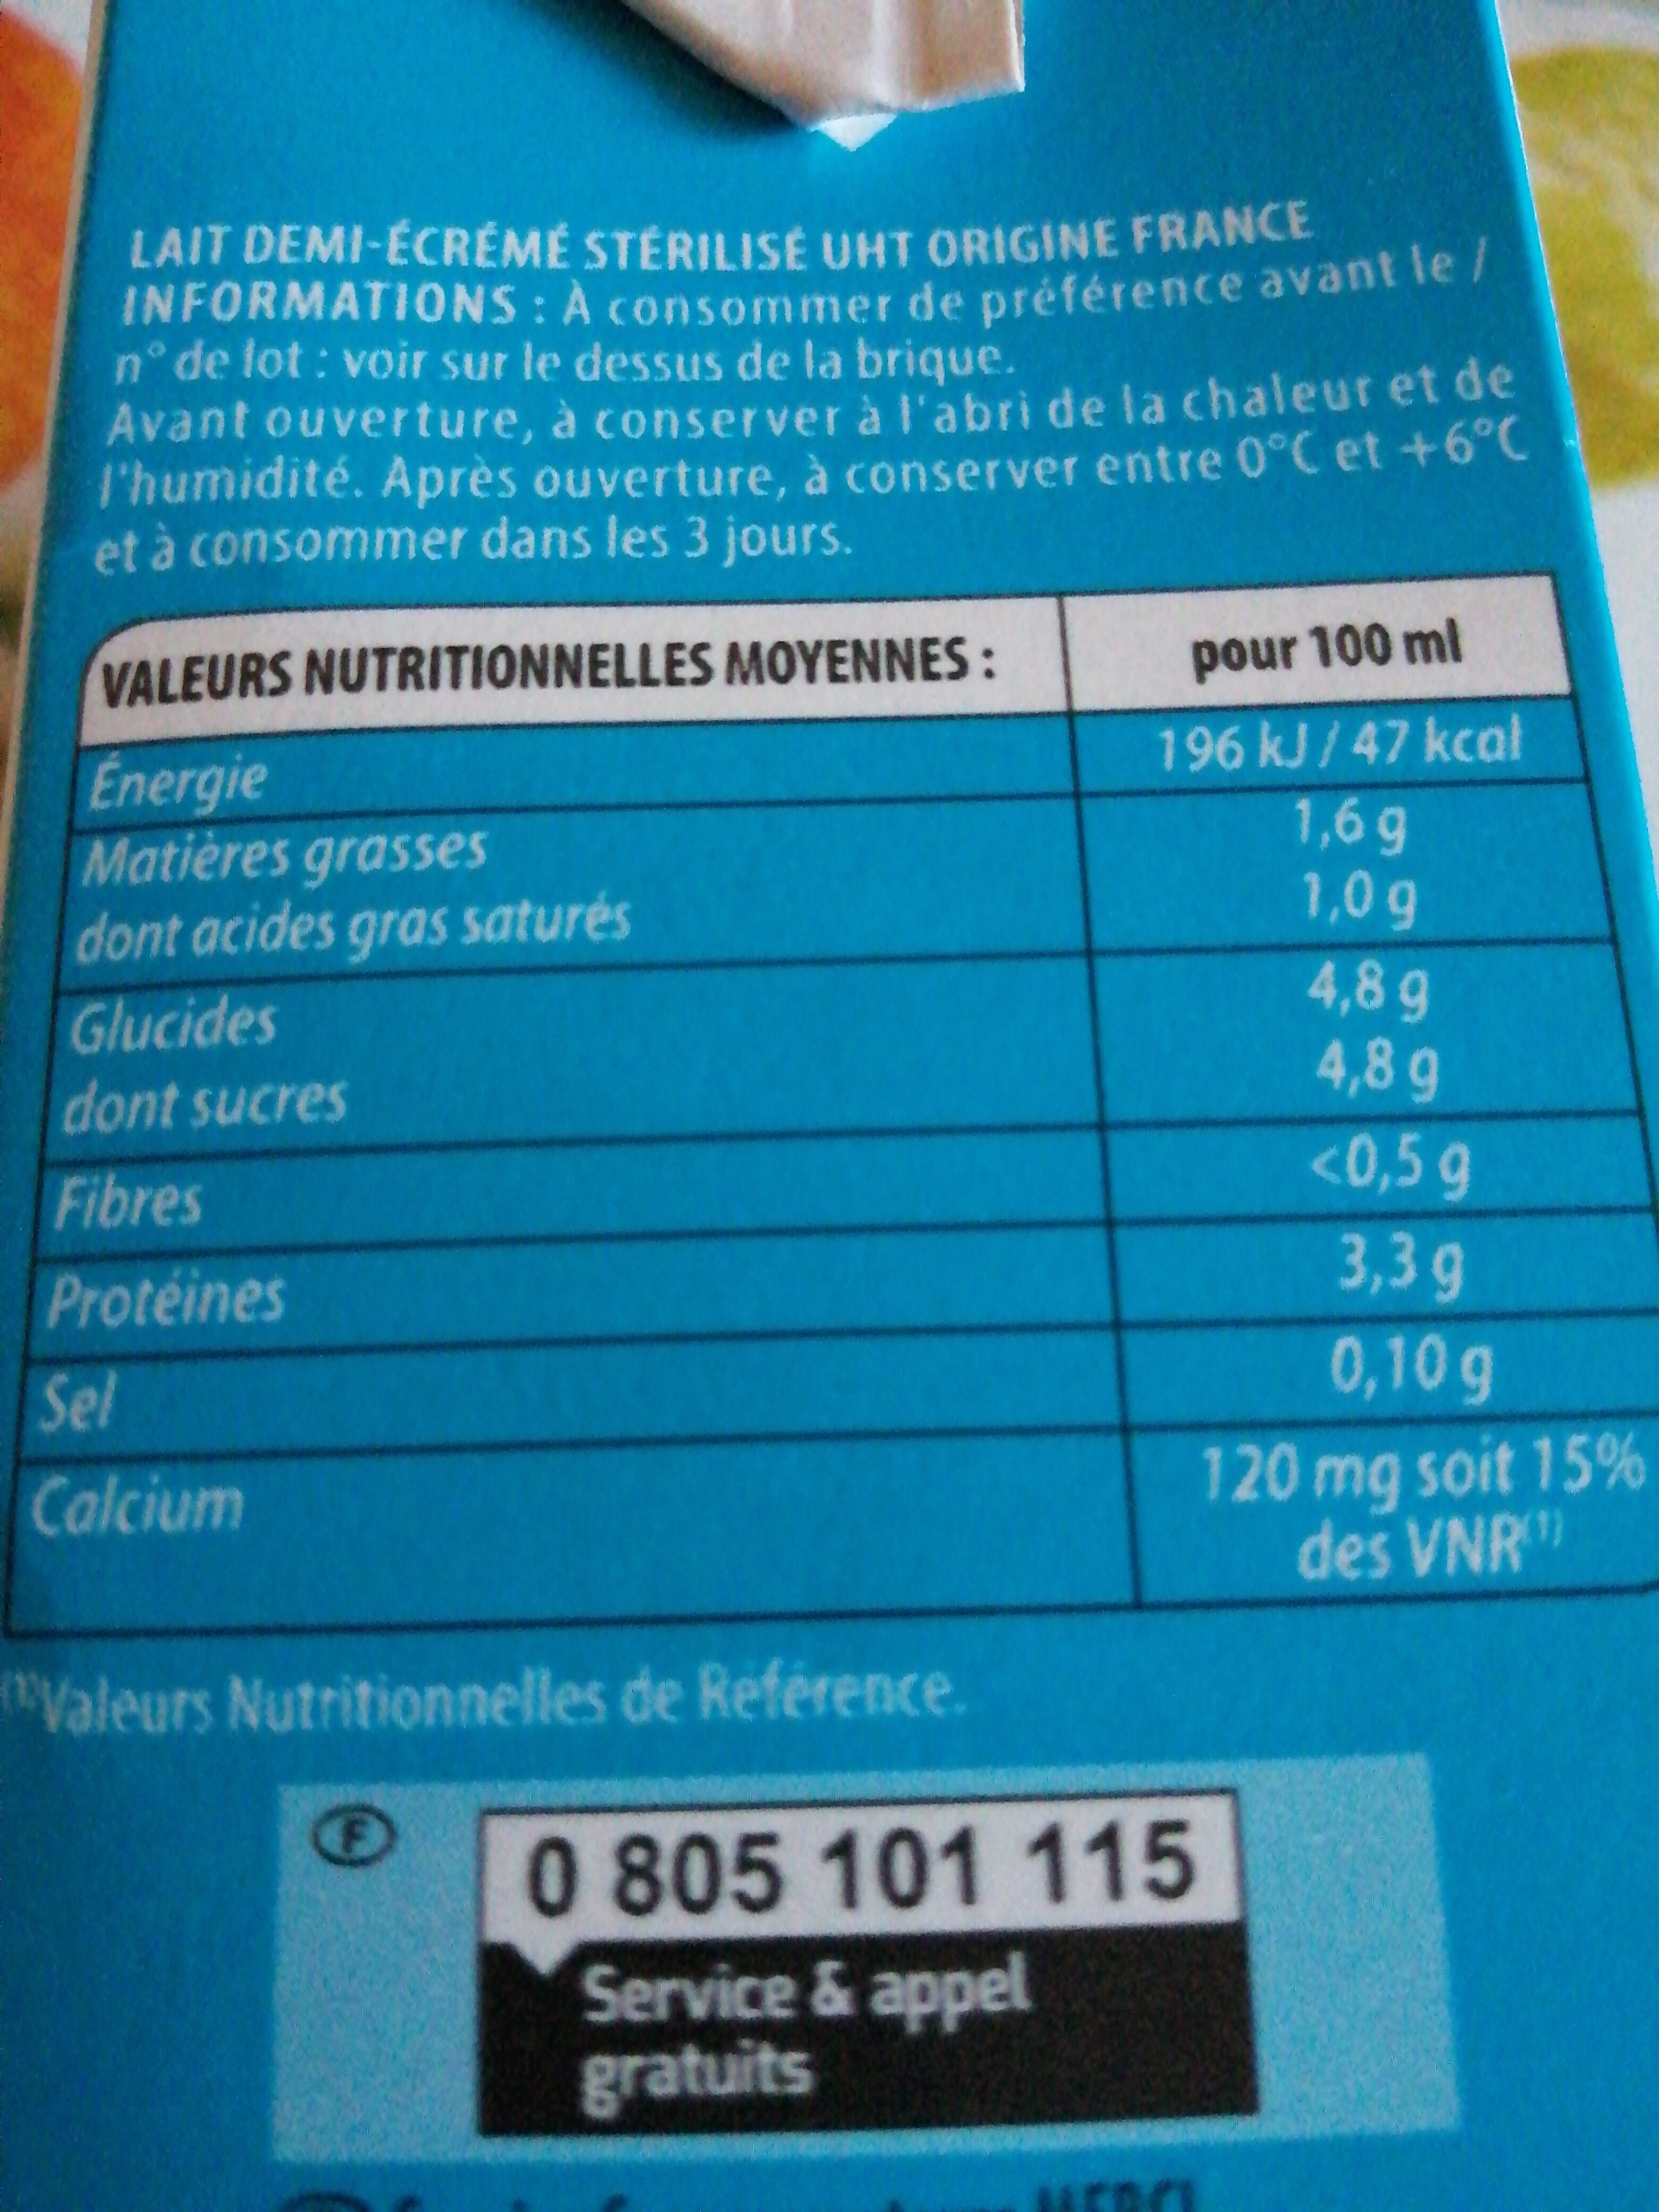 LAIT DEMI-ÉCRÉMÉ STÉRILISÉ UHT ORIGINE FRANCE
INFORMATIONS : À consommer de préférence avant le /
n° de lot : voir sur le dessus de la brique.
Avant ouverture, à conserver à l'abri de la chaleur et de
l'humidité. Après ouverture, à conserver entre 0°C et +6°C
et à consommer dans les 3 jours.
VALEURS NUTRITIONNELLES MOYENNES : pour 100 ml
Énergie 196 kJ / 47 kcal
Matières grasses 1,6 g
dont acides gras saturés 1,0 g
Glucides 4,8 g
dont sucres 4,8 g
Fibres <0,5 g
Protéines 3,3 g
Sel 0,10 g
Calcium 120 mg soit 15%
des VNR(1)
(1)Valeurs Nutritionnelles de Référence.
F 0 805 101 115
Service & appel
gratuits
MERCI